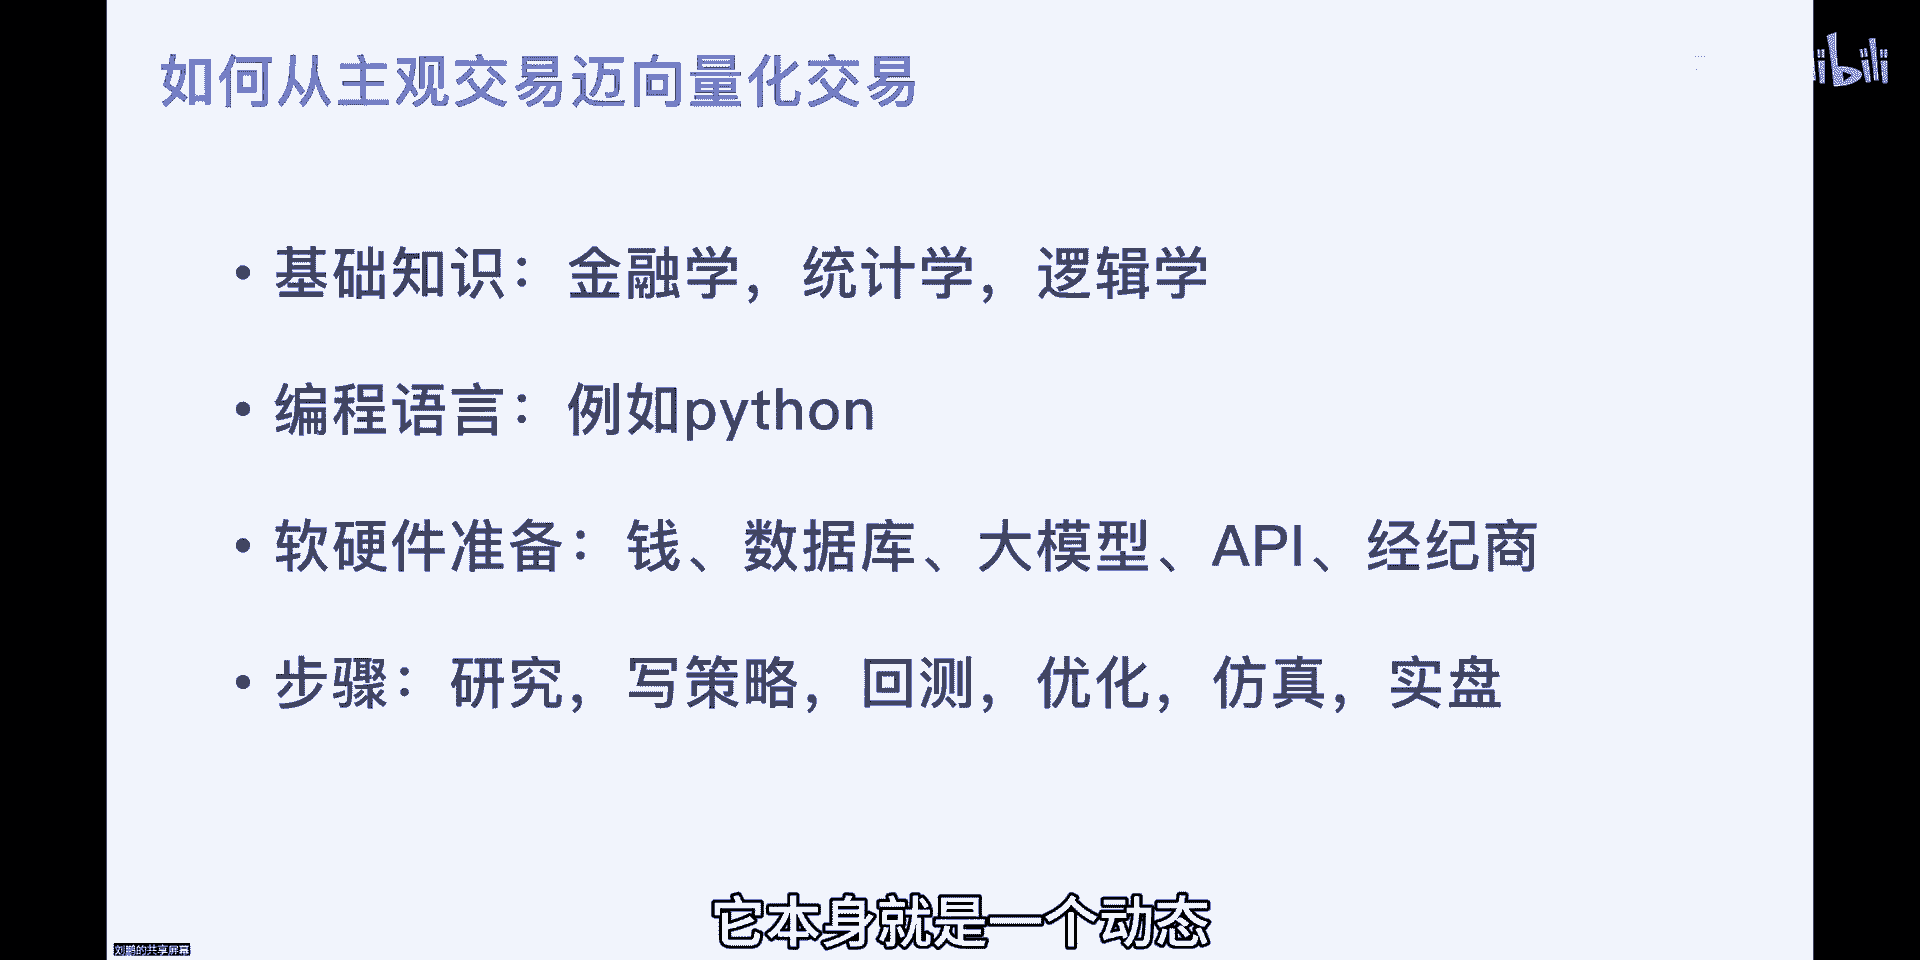 如何从主观交易迈向量化交易
bilibili
• 基础知识：金融学，统计学，逻辑学
• 编程语言：例如python
• 软硬件准备：钱、数据库、大模型、API、经纪商
• 步骤：研究，写策略，回测，优化，仿真，实盘
它本身就是一个动态
刘鹏的共享屏幕